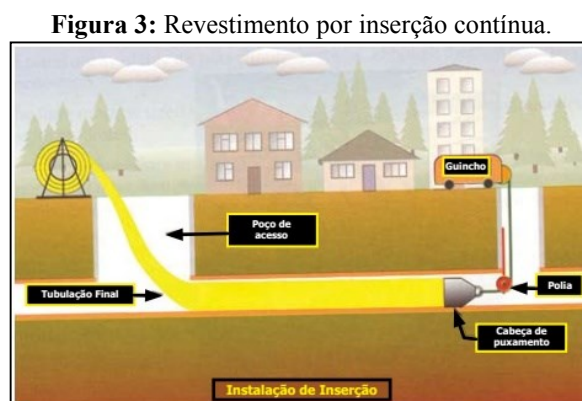 Figura 3: Revestimento por inserção contínua.
Guincho
Poço de
acesso
Tubulação Final
Polia
Cabeça de
puxamento
Instalação de Inserção